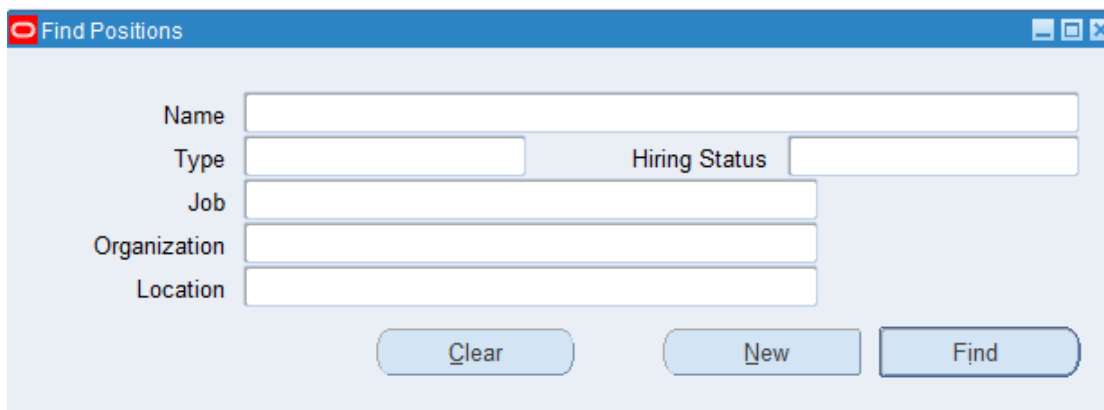 Find Positions
Name
Type Hiring Status
Job
Organization
Location
Clear New Find